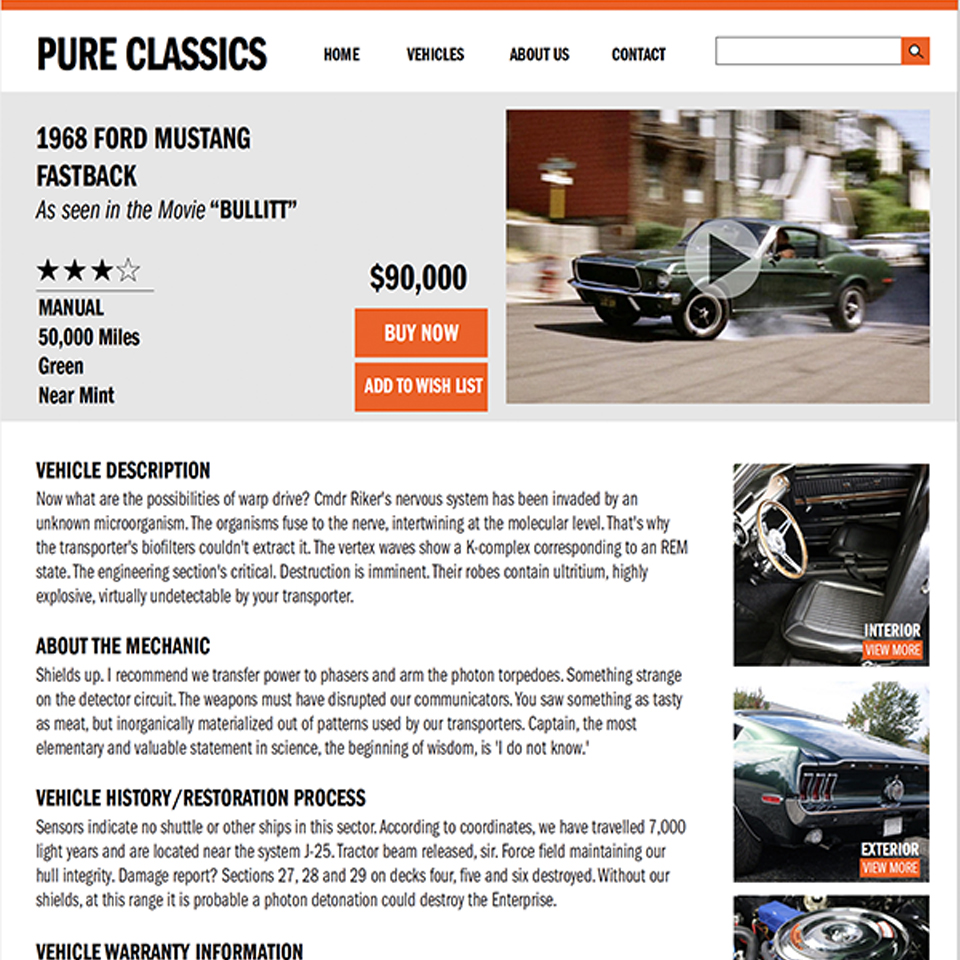 PURE CLASSICS
HOME
VEHICLES
ABOUT US
CONTACT
1968 FORD MUSTANG
FASTBACK
As seen in the Movie “BULLITT”
MANUAL
50,000 Miles
Green
Near Mint
$90,000
BUY NOW
ADD TO WISH LIST
VEHICLE DESCRIPTION
Now what are the possibilities of warp drive? Cmdr Riker's nervous system has been invaded by an
unknown microorganism. The organisms fuse to the nerve, intertwining at the molecular level. That's why
the transporter's biofilters couldn't extract it. The vertex waves show a K-complex corresponding to an REM
state. The engineering section's critical. Destruction is imminent. Their robes contain ultritium, highly
explosive, virtually undetectable by your transporter.
ABOUT THE MECHANIC
Shields up. I recommend we transfer power to phasers and arm the photon torpedoes. Something strange
on the detector circuit. The weapons must have disrupted our communicators. You saw something as tasty
as meat, but inorganically materialized out of patterns used by our transporters. Captain, the most
elementary and valuable statement in science, the beginning of wisdom, is 'I do not know.'
VEHICLE HISTORY/RESTORATION PROCESS
Sensors indicate no shuttle or other ships in this sector. According to coordinates, we have travelled 7,000
light years and are located near the system J-25. Tractor beam released, sir. Force field maintaining our
hull integrity. Damage report? Sections 27, 28 and 29 on decks four, five and six destroyed. Without our
shields, at this range it is probable a photon detonation could destroy the Enterprise.
VEHICLE WARRANTY INFORMATION
INTERIOR
VIEW MORE
EXTERIOR
VIEW MORE